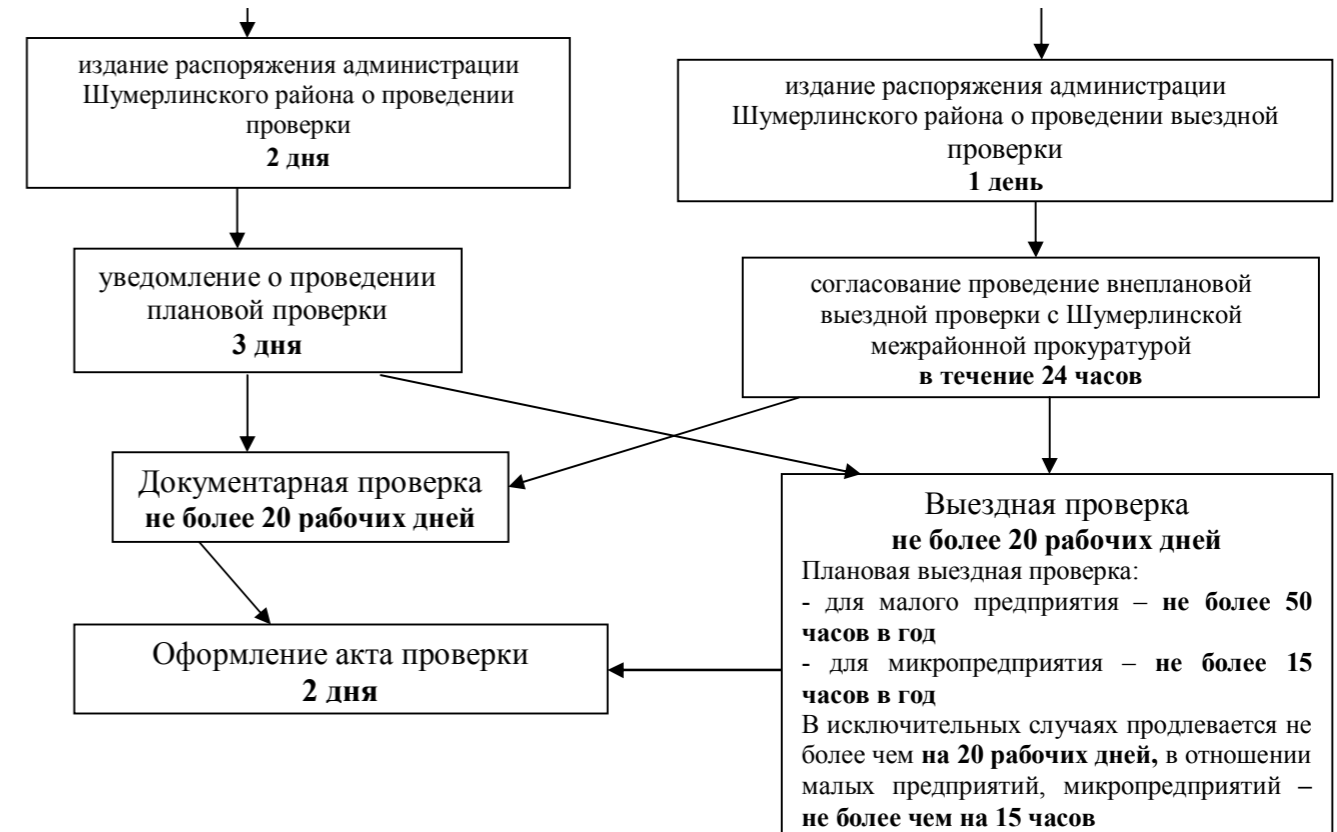 издание распоряжения администрации
Шумерлинского района о проведении
проверки
2 дня
издание распоряжения администрации
Шумерлинского района о проведении выездной
проверки
1 день
уведомление о проведении
плановой проверки
3 дня
согласование проведение внеплановой
выездной проверки с Шумерлинской
межрайонной прокуратурой
в течение 24 часов
Документарная проверка
не более 20 рабочих дней
Выездная проверка
не более 20 рабочих дней
Плановая выездная проверка:
- для малого предприятия – не более 50
часов в год
- для микропредприятия – не более 15
часов в год
В исключительных случаях продлевается не
более чем на 20 рабочих дней, в отношении
малых предприятий, микропредприятий –
не более чем на 15 часов
Оформление акта проверки
2 дня